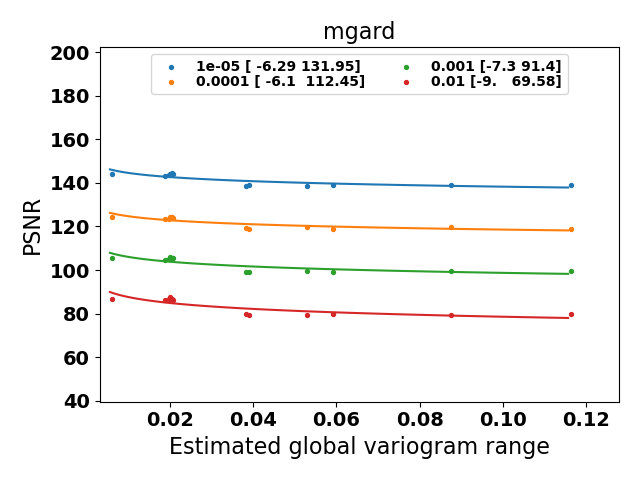 mgard
1e-05 [ -6.29 131.95]
0.0001 [ -6.1  112.45]
0.001 [-7.3 91.4]
0.01 [-9.   69.58]
PSNR
200
180
160
140
120
100
80
60
40
0.02 0.04 0.06 0.08 0.10 0.12
Estimated global variogram range